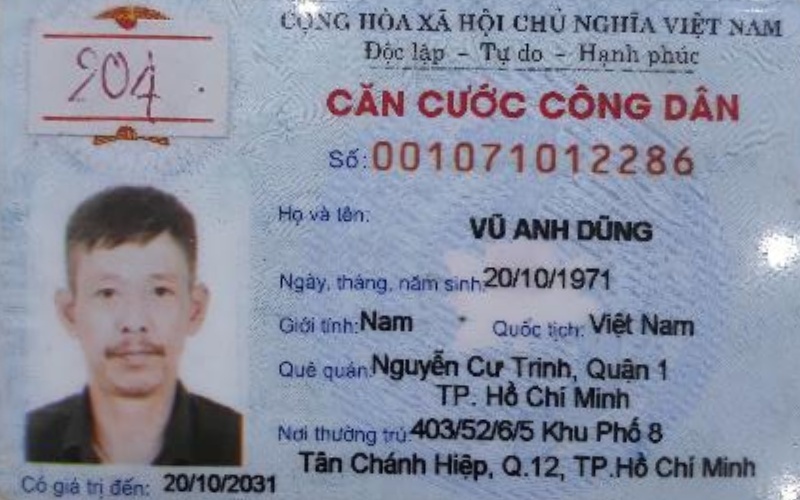 204
CỘNG HÒA XÃ HỘI CHỦ NGHĨA VIỆT NAM
Độc lập - Tự do - Hạnh phúc
CĂN CƯỚC CÔNG DÂN
Số: 001071012286
Họ và tên: VŨ ANH DŨNG
Ngày, tháng, năm sinh: 20/10/1971
Giới tính: Nam Quốc tịch: Việt Nam
Quê quán: Nguyễn Cư Trinh, Quận 1
TP. Hồ Chí Minh
Nơi thường trú: 403/52/6/5 Khu Phố 8
Tân Chánh Hiệp, Q.12, TP.Hồ Chí Minh
Có giá trị đến: 20/10/2031